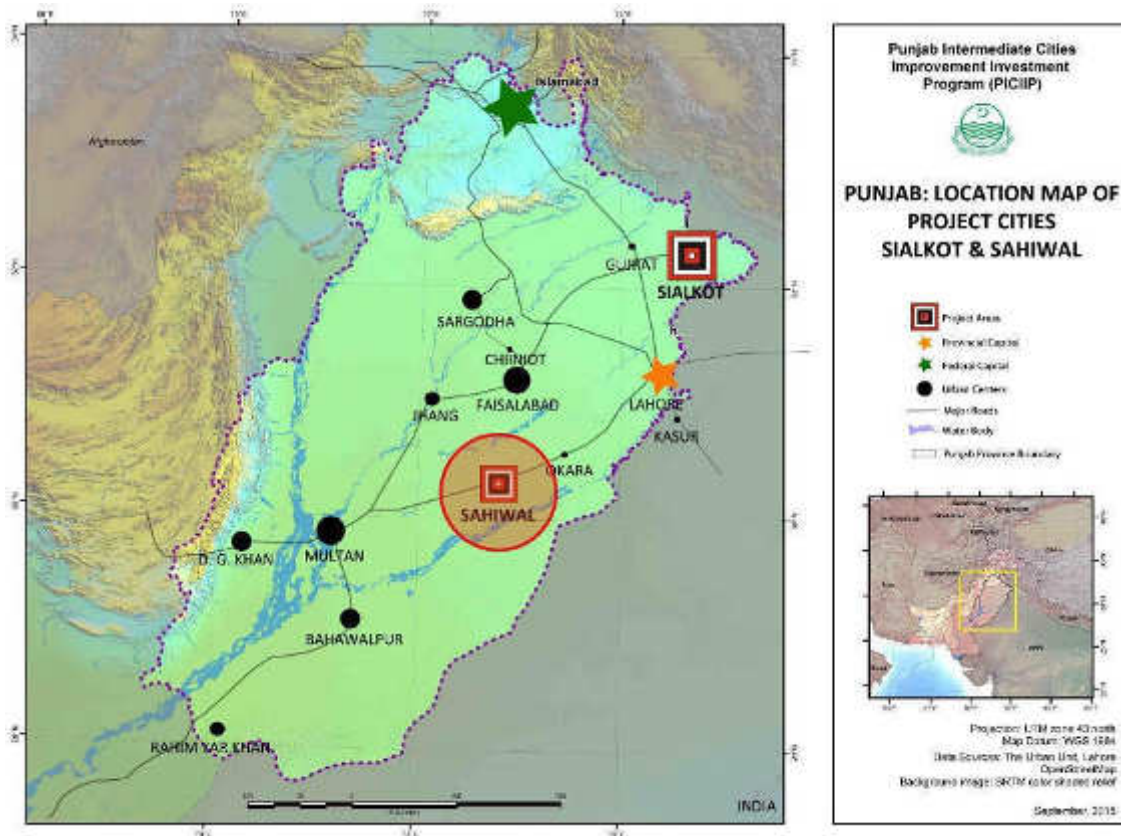 Islamabad
Afghanistan
GUJRAT
SIALKOT
SARGODHA
CHINIOT
FAISALABAD
JHANG
LAHORE
KASUR
OKARA
SAHIWAL
D. G. KHAN
MULTAN
BAHAWALPUR
RAHIM YAR KHAN
INDIA
Punjab Intermediate Cities
Improvement Investment
Program (PICIIP)
PUNJAB: LOCATION MAP OF
PROJECT CITIES
SIALKOT & SAHIWAL
Project Areas
Provincial Capital
Federal Capital
Urban Centers
Major Roads
Water Body
Punjab Province Boundary
Projection: UTM zone 43 north
Map Datum: WGS 1984
Data Sources: The Urban Unit, Lahore
OpenStreetMap
Background image: SRTM color shaded relief
September, 2015